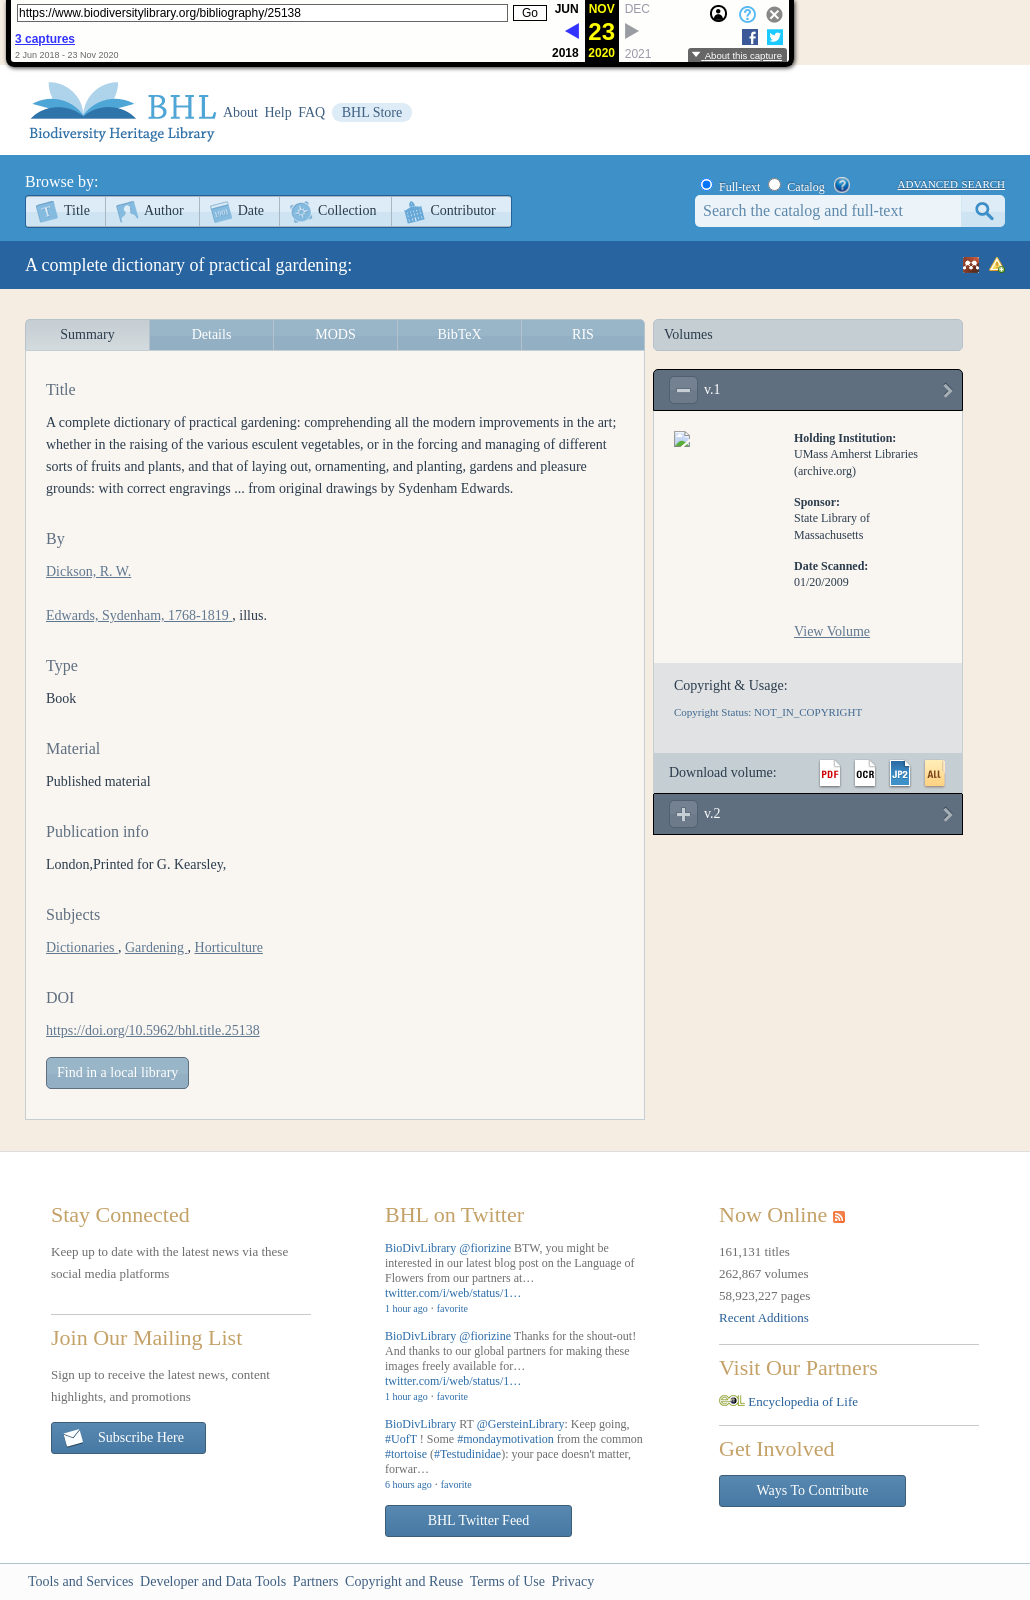 https://www.biodiversitylibrary.org/bibliography/25138
Go
JUN NOV DEC
23
2018 2020 2021
3 captures
2 Jun 2018 - 23 Nov 2020
About this capture
BHL
Biodiversity Heritage Library
About Help FAQ BHL Store
Browse by:
Title Author Date Collection Contributor
Full-text Catalog ADVANCED SEARCH
Search the catalog and full-text
A complete dictionary of practical gardening:
Summary Details MODS BibTeX RIS
Title
A complete dictionary of practical gardening: comprehending all the modern improvements in the art;
whether in the raising of the various esculent vegetables, or in the forcing and managing of different
sorts of fruits and plants, and that of laying out, ornamenting, and planting, gardens and pleasure
grounds: with correct engravings ... from original drawings by Sydenham Edwards.
By
Dickson, R. W.
Edwards, Sydenham, 1768-1819 , illus.
Type
Book
Material
Published material
Publication info
London,Printed for G. Kearsley,
Subjects
Dictionaries , Gardening , Horticulture
DOI
https://doi.org/10.5962/bhl.title.25138
Find in a local library
Volumes
v.1
Holding Institution:
UMass Amherst Libraries
(archive.org)
Sponsor:
State Library of
Massachusetts
Date Scanned:
01/20/2009
View Volume
Copyright & Usage:
Copyright Status: NOT_IN_COPYRIGHT
Download volume: PDF OCR JP2 ALL
v.2
Stay Connected
Keep up to date with the latest news via these
social media platforms
Join Our Mailing List
Sign up to receive the latest news, content
highlights, and promotions
Subscribe Here
BHL on Twitter
BioDivLibrary @fiorizine BTW, you might be
interested in our latest blog post on the Language of
Flowers from our partners at…
twitter.com/i/web/status/1…
1 hour ago · favorite
BioDivLibrary @fiorizine Thanks for the shout-out!
And thanks to our global partners for making these
images freely available for…
twitter.com/i/web/status/1…
1 hour ago · favorite
BioDivLibrary RT @GersteinLibrary: Keep going,
#UofT ! Some #mondaymotivation from the common
#tortoise (#Testudinidae): your pace doesn't matter,
forwar…
6 hours ago · favorite
BHL Twitter Feed
Now Online
161,131 titles
262,867 volumes
58,923,227 pages
Recent Additions
Visit Our Partners
Encyclopedia of Life
Get Involved
Ways To Contribute
Tools and Services Developer and Data Tools Partners Copyright and Reuse Terms of Use Privacy